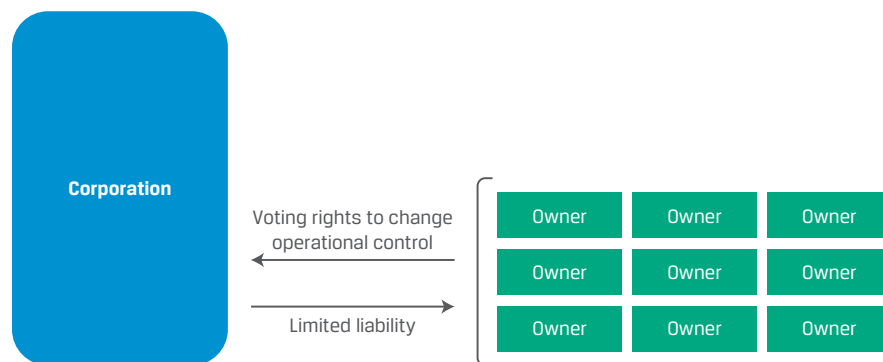 Corporation
Voting rights to change
operational control
Limited liability
Owner Owner Owner
Owner Owner Owner
Owner Owner Owner